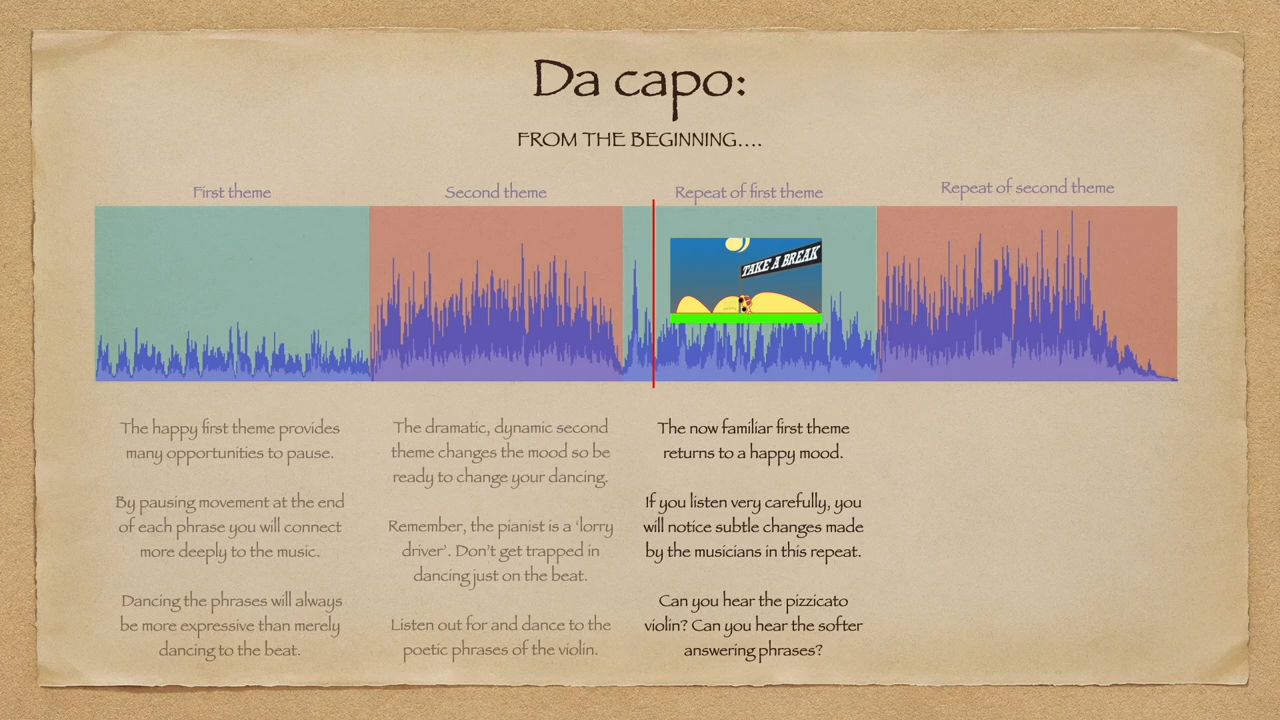 Da capo:
FROM THE BEGINNING....
First theme
Second theme
Repeat of first theme
Repeat of second theme
TAKE A BREAK
The happy first theme provides
many opportunities to pause.
By pausing movement at the end
of each phrase you will connect
more deeply to the music.
Dancing the phrases will always
be more expressive than merely
dancing to the beat.
The dramatic, dynamic second
theme changes the mood so be
ready to change your dancing.
Remember, the pianist is a ‘lorry
driver’. Don’t get trapped in
dancing just on the beat.
Listen out for and dance to the
poetic phrases of the violin.
The now familiar first theme
returns to a happy mood.
If you listen very carefully, you
will notice subtle changes made
by the musicians in this repeat.
Can you hear the pizzicato
violin? Can you hear the softer
answering phrases?